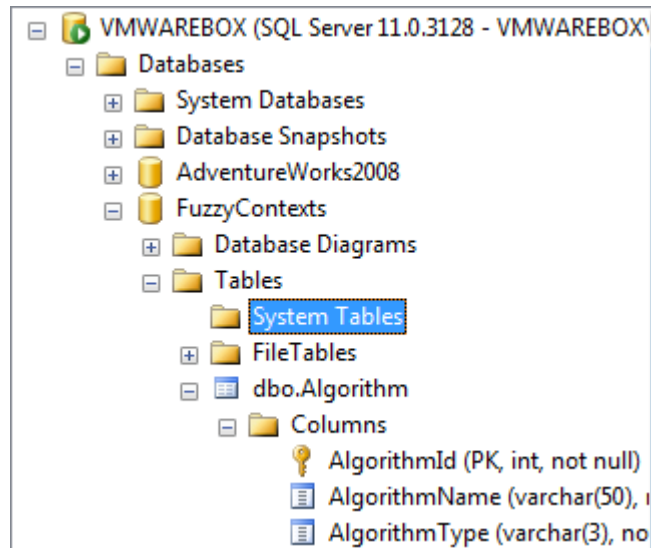 VMWAREBOX (SQL Server 11.0.3128 - VMWAREBOX\
Databases
System Databases
Database Snapshots
AdventureWorks2008
FuzzyContexts
Database Diagrams
Tables
System Tables
FileTables
dbo.Algorithm
Columns
AlgorithmId (PK, int, not null)
AlgorithmName (varchar(50),
AlgorithmType (varchar(3), no